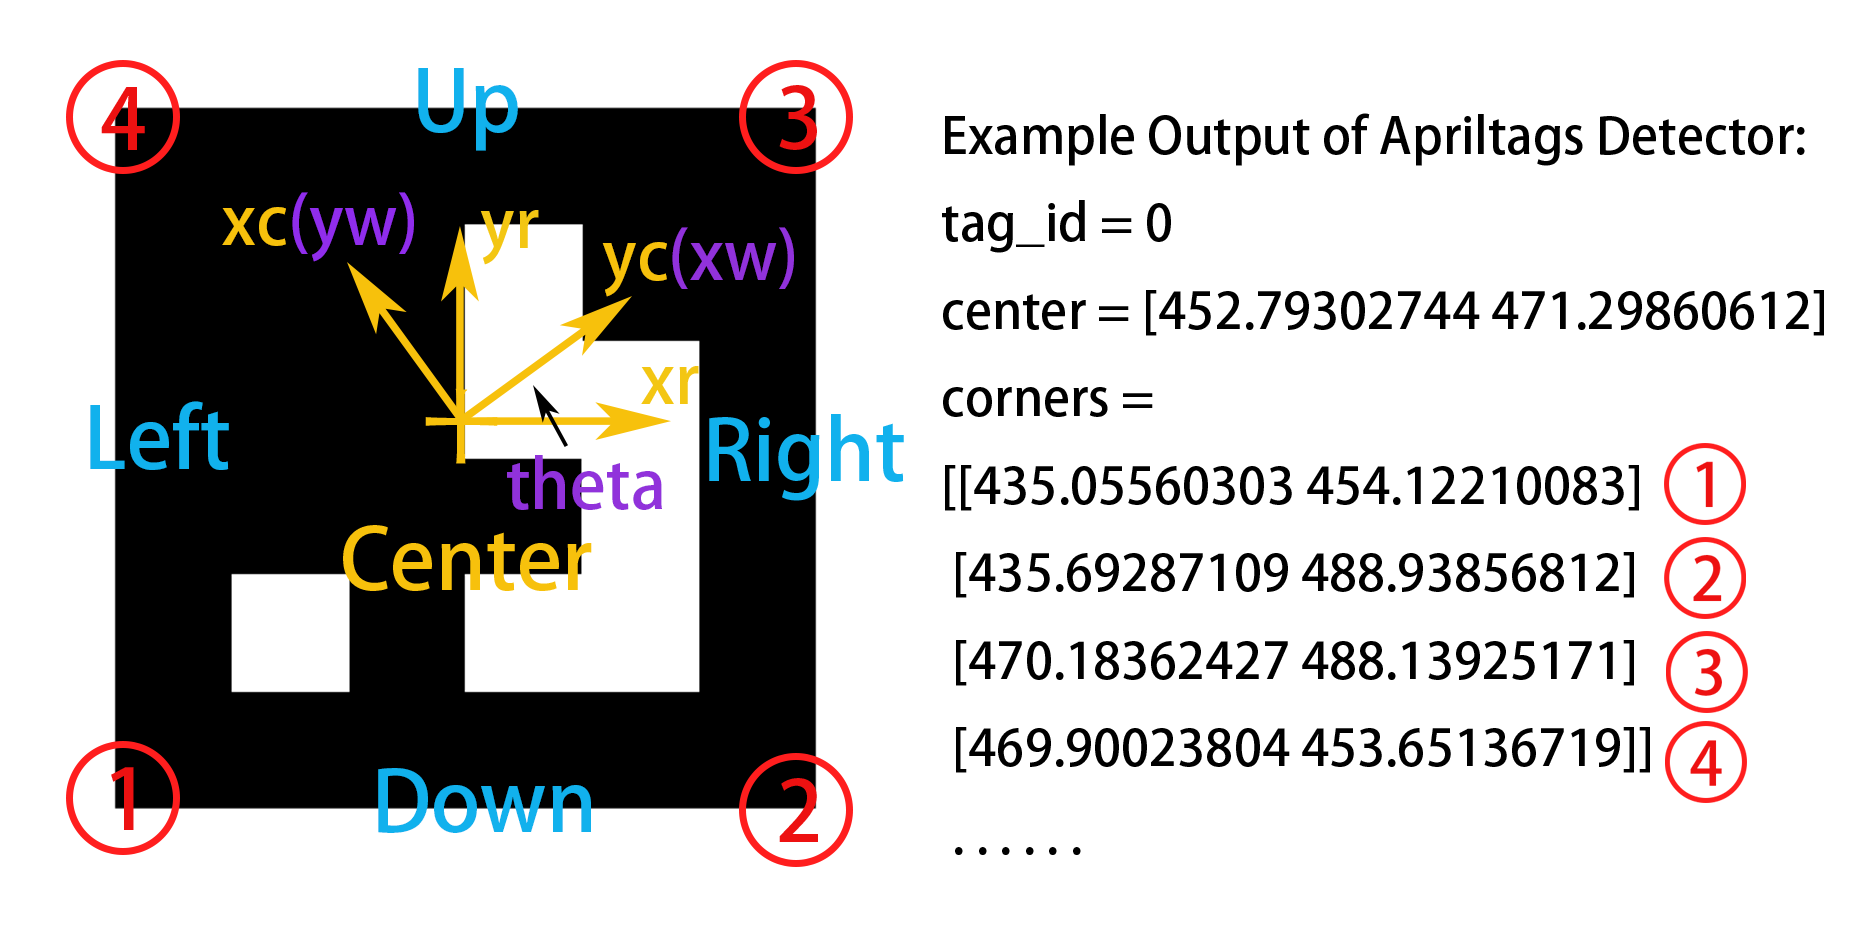 4
Up
3
xc(yw)
yr
yc(xw)
xr
Left
Right
theta
Center
1
Down
2
Example Output of Apriltags Detector:
tag_id = 0
center = [452.79302744 471.29860612]
corners =
[[435.05560303 454.12210083] 1
[435.69287109 488.93856812] 2
[470.18362427 488.13925171] 3
[469.90023804 453.65136719]] 4
. . . . . .